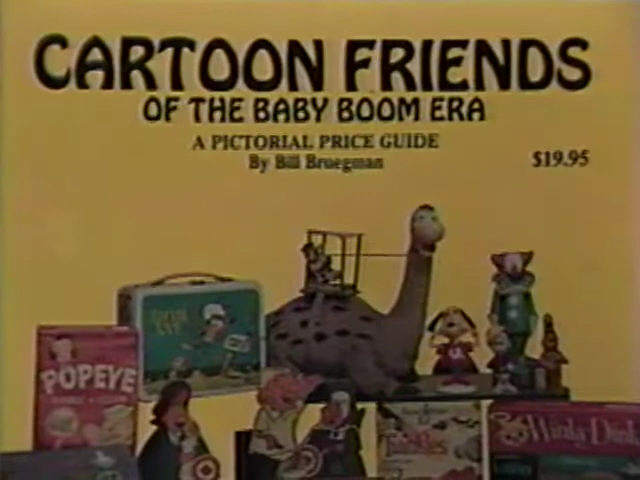 CARTOON FRIENDS
OF THE BABY BOOM ERA
A PICTORIAL PRICE GUIDE
By Bill Bruegman
$19.95
POPEYE
Winky Dink